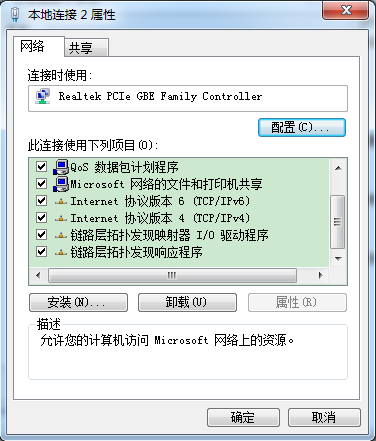 本地连接 2 属性
网络
共享
连接时使用:
Realtek PCIe GBE Family Controller
配置(C)...
此连接使用下列项目(O):
QoS 数据包计划程序
Microsoft 网络的文件和打印机共享
Internet 协议版本 6 (TCP/IPv6)
Internet 协议版本 4 (TCP/IPv4)
链路层拓扑发现映射器 I/O 驱动程序
链路层拓扑发现响应程序
安装(N)...
卸载(U)
属性(R)
描述
允许您的计算机访问 Microsoft 网络上的资源。
确定
取消